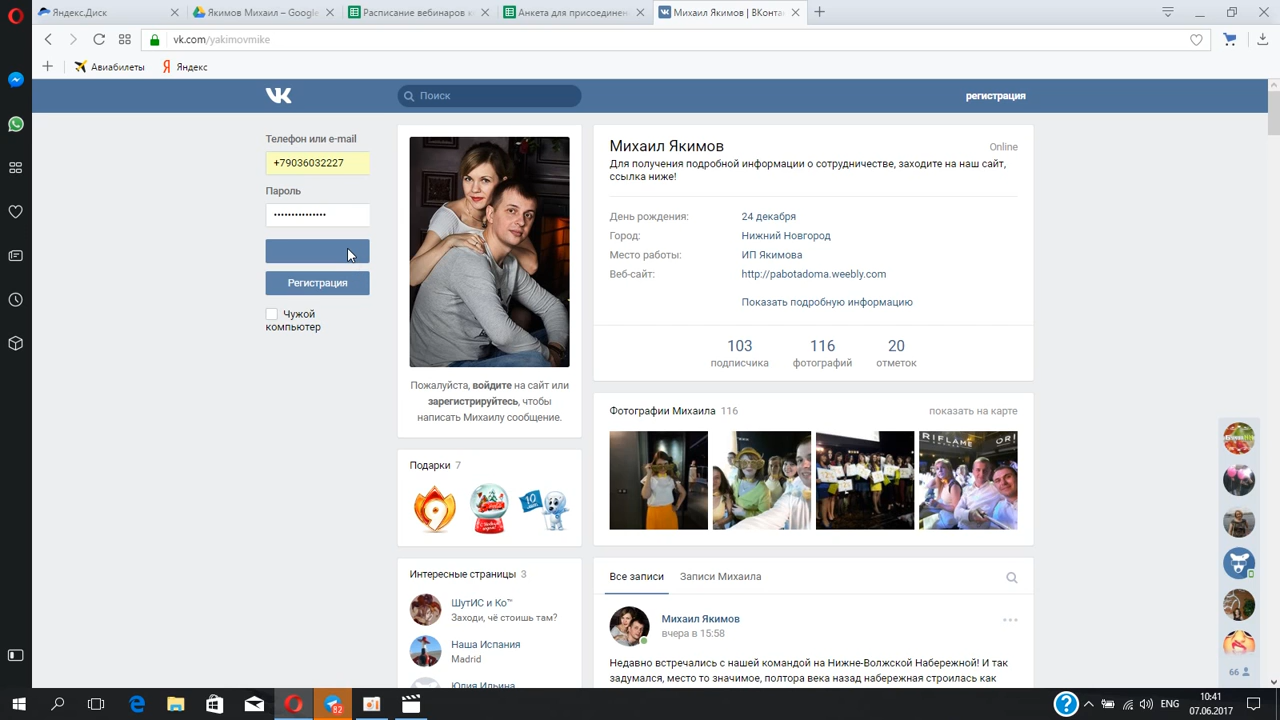 Яндекс.Диск
Якимов Михаил – Google
Расписание вебинаров к
Анкета для присоединен
Михаил Якимов | ВКонта
vk.com/yakimovmike
Авиабилеты
Яндекс
Поиск
регистрация
Телефон или e-mail
+79036032227
Пароль
Регистрация
Чужой
компьютер
Пожалуйста, войдите на сайт или
зарегистрируйтесь, чтобы
написать Михаилу сообщение.
Подарки 7
10
Интересные страницы 3
ШутИС и Ко™
Заходи, чё стоишь там?
Наша Испания
Madrid
Юлия Ильина
Михаил Якимов
Online
Для получения подробной информации о сотрудничестве, заходите на наш сайт,
ссылка ниже!
День рождения: 24 декабря
Город: Нижний Новгород
Место работы: ИП Якимова
Веб-сайт: http://pabotadoma.weebly.com
Показать подробную информацию
103 116 20
подписчика фотографий отметок
Фотографии Михаила 116
показать на карте
RIFLAME ORI
Все записи Записи Михаила
Михаил Якимов
вчера в 15:58
Недавно встречались с нашей командой на Нижне-Волжской Набережной! И так
задумался, место то значимое, полтора века назад набережная строилась как
66
82
ENG
10:41
07.06.2017